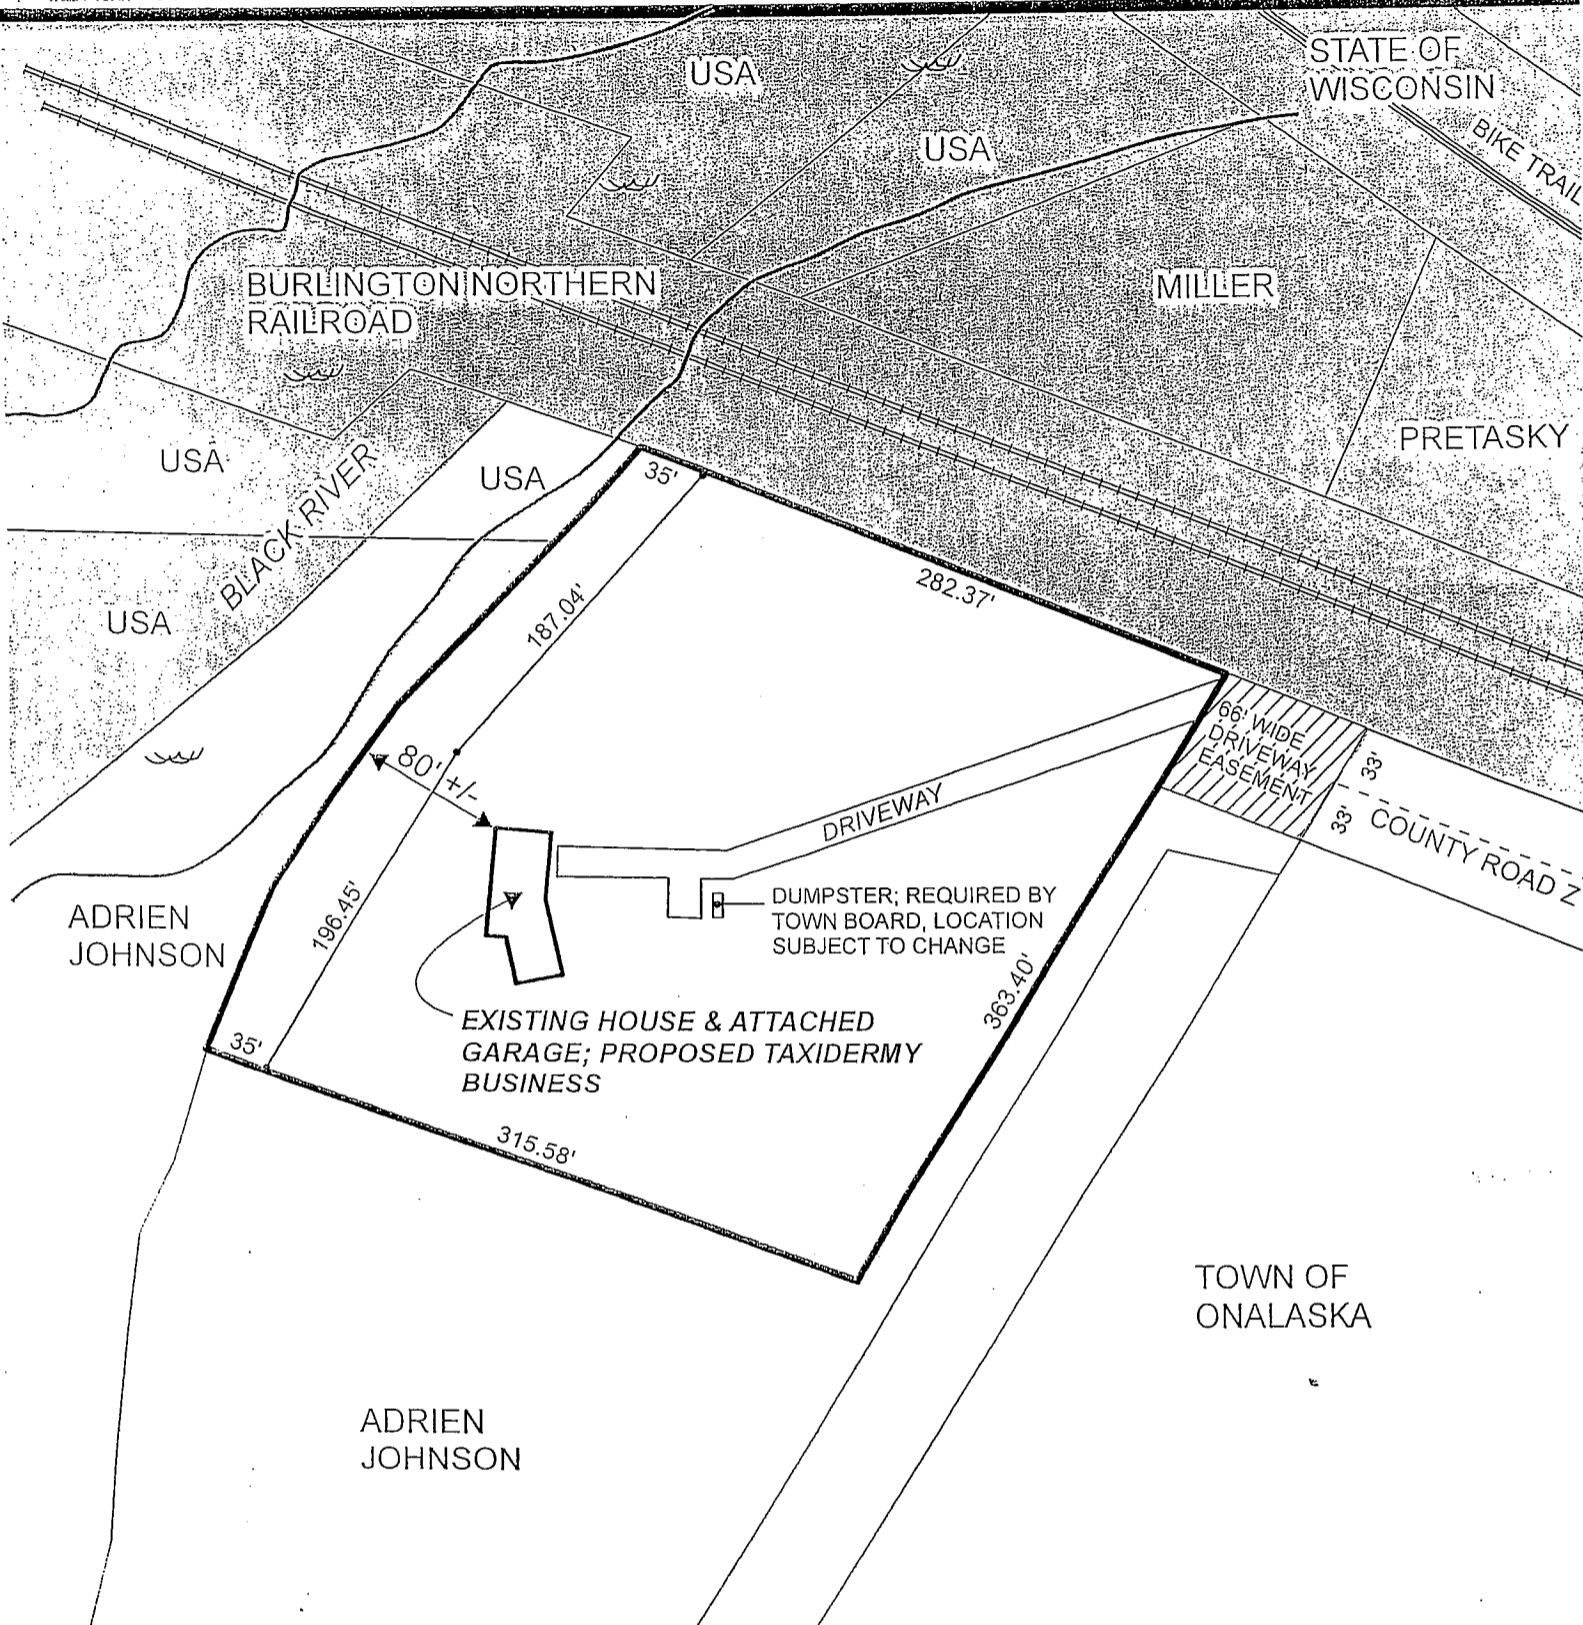 USA
STATE OF
WISCONSIN
BIKE TRAIL
USA
BURLINGTON NORTHERN
RAILROAD
MILLER
PRETASKY
USA
BLACK RIVER
USA
35'
282.37'
187.04'
USA
66' WIDE
DRIVEWAY
EASEMENT
33'
33'
COUNTY ROAD Z
80' +/-
DRIVEWAY
196.45'
DUMPSTER; REQUIRED BY
TOWN BOARD, LOCATION
SUBJECT TO CHANGE
ADRIEN
JOHNSON
363.40'
EXISTING HOUSE & ATTACHED
GARAGE; PROPOSED TAXIDERMY
BUSINESS
35'
315.58'
TOWN OF
ONALASKA
ADRIEN
JOHNSON